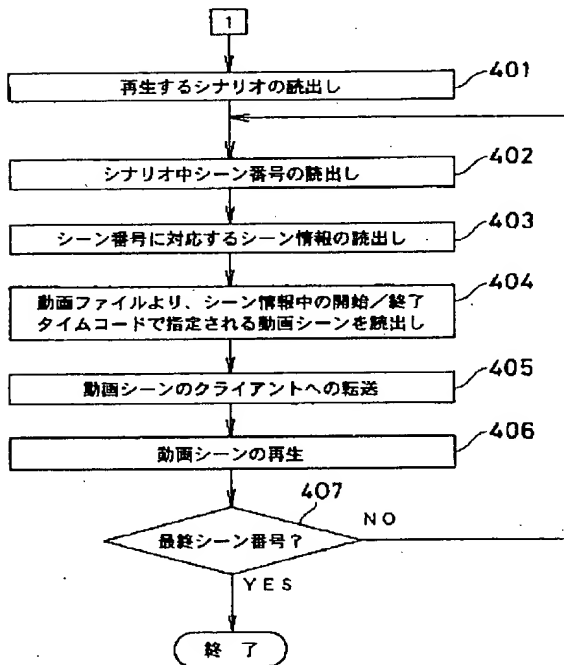 1
再生するシナリオの読出し
401
シナリオ中シーン番号の読出し
402
シーン番号に対応するシーン情報の読出し
403
動画ファイルより、シーン情報中の開始/終了
タイムコードで指定される動画シーンを読出し
404
動画シーンのクライアントへの転送
405
動画シーンの再生
406
407
最終シーン番号?
NO
YES
終了